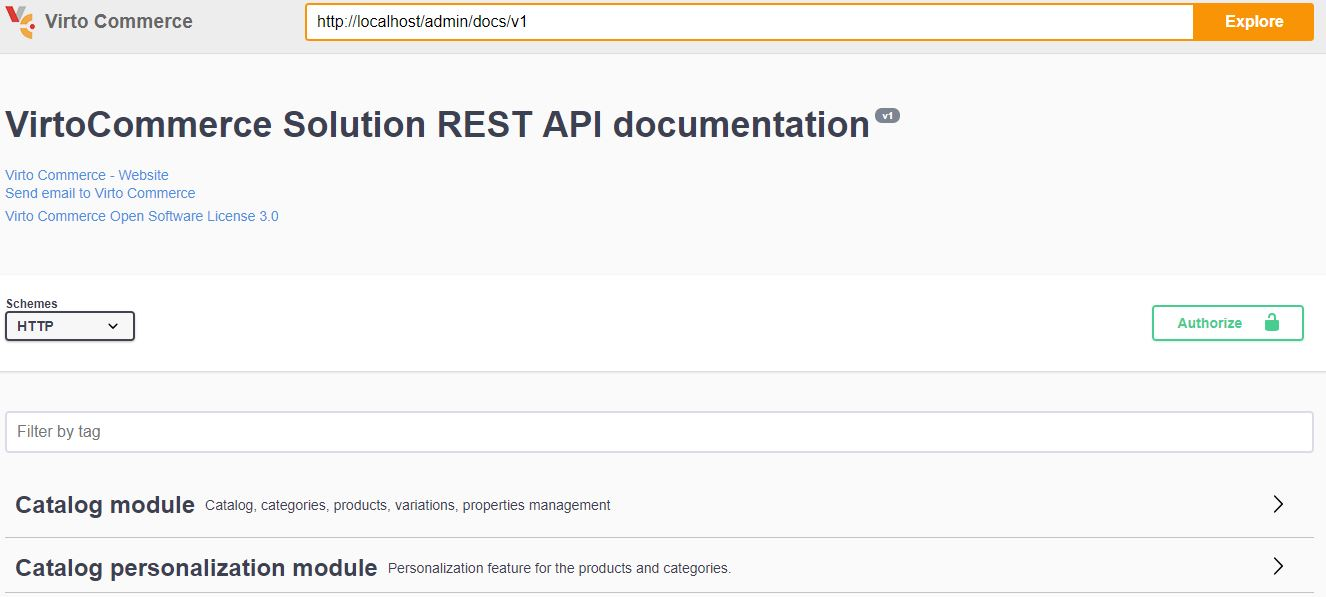 Virto Commerce
http://localhost/admin/docs/v1
Explore
VirtoCommerce Solution REST API documentation v1
Virto Commerce - Website
Send email to Virto Commerce
Virto Commerce Open Software License 3.0
Schemes
HTTP
Authorize
Filter by tag
Catalog module Catalog, categories, products, variations, properties management
Catalog personalization module Personalization feature for the products and categories.